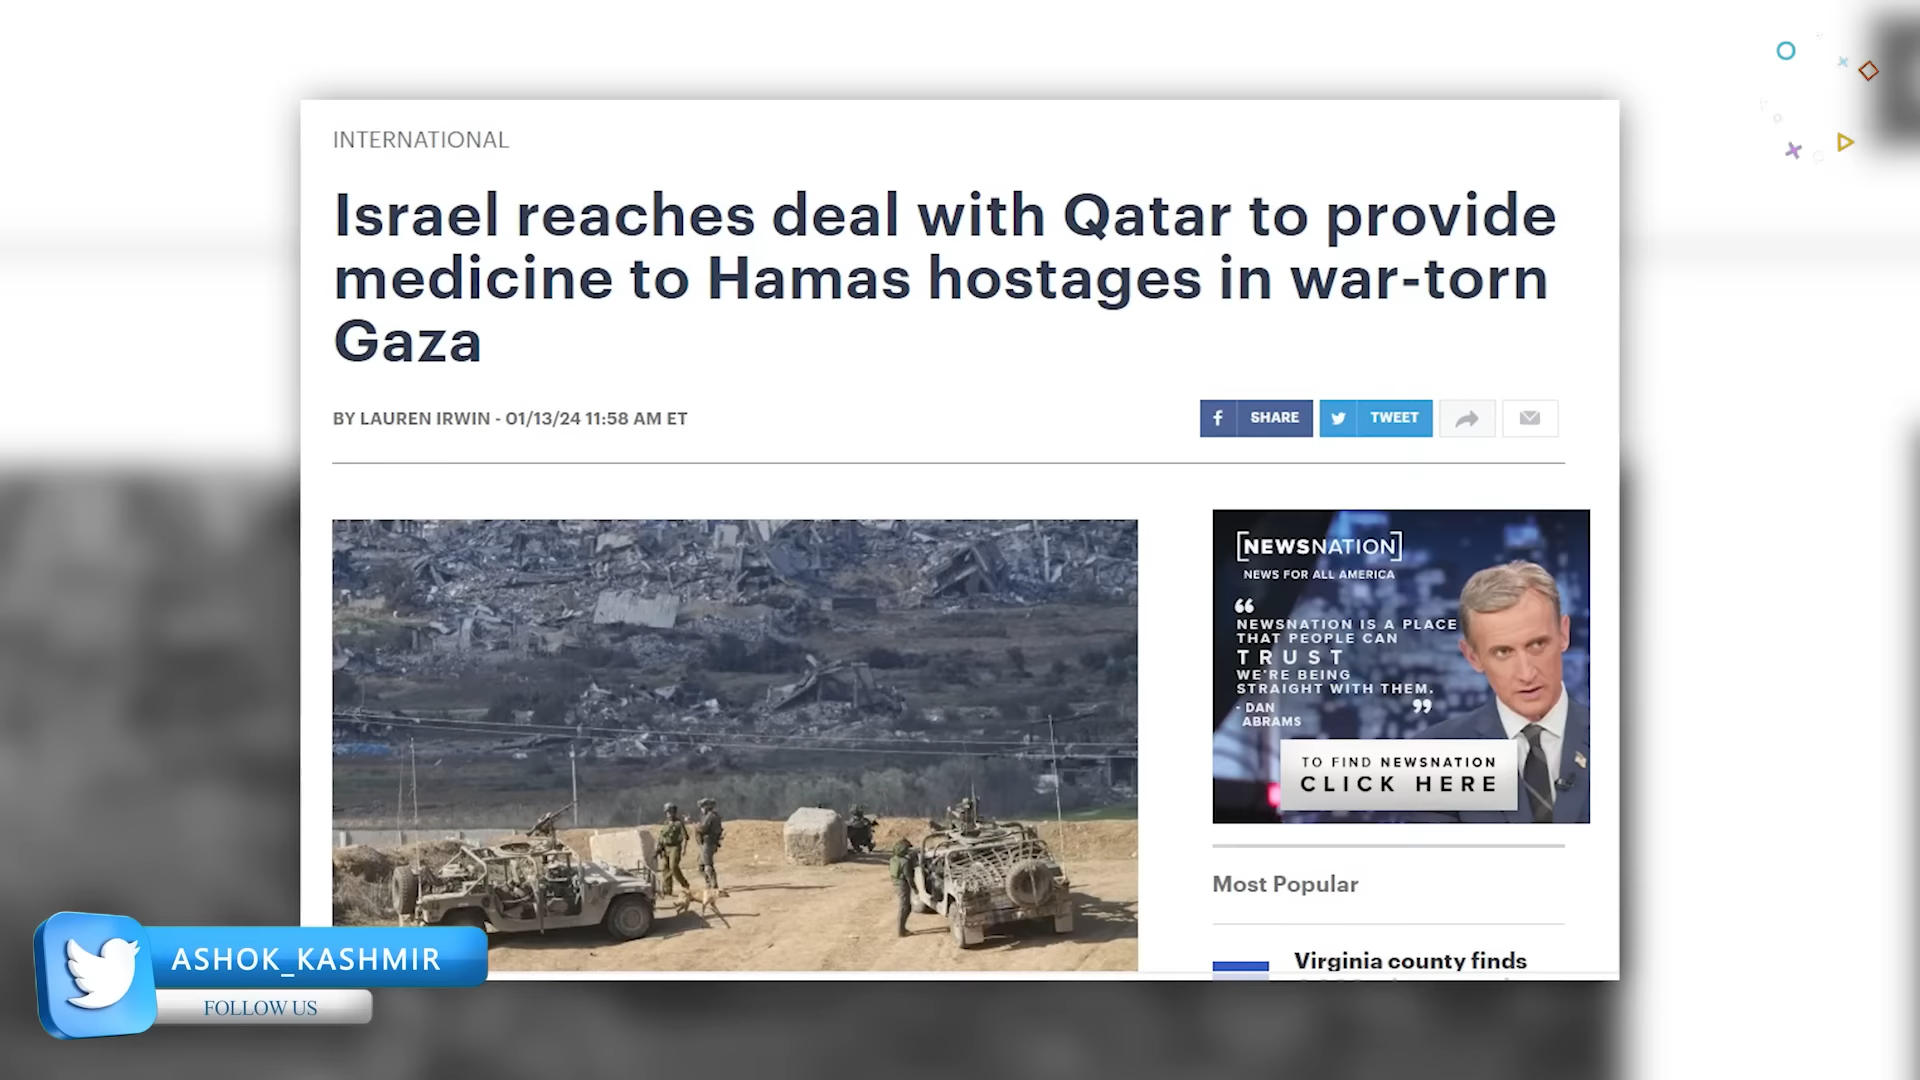 INTERNATIONAL
Israel reaches deal with Qatar to provide
medicine to Hamas hostages in war-torn
Gaza
BY LAUREN IRWIN - 01/13/24 11:58 AM ET
SHARE
TWEET
[NEWSNATION]
NEWS FOR ALL AMERICA
“
NEWSNATION IS A PLACE
THAT PEOPLE CAN
TRUST
WE'RE BEING
STRAIGHT WITH THEM.
- DAN
ABRAMS
”
TO FIND NEWSNATION
CLICK HERE
Most Popular
Virginia county finds
ASHOK_KASHMIR
FOLLOW US